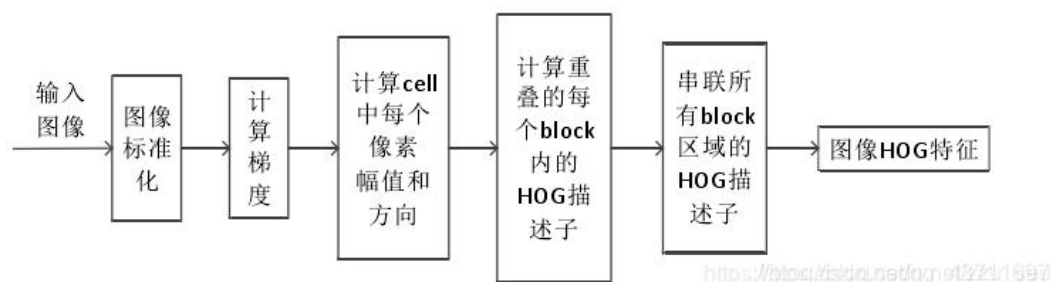 输入
图像
图像
标准
化
计
算
梯
度
计算cell
中每个
像素
幅值和
方向
计算重
叠的每
个block
内的
HOG描
述子
串联所
有block
区域的
HOG描
述子
图像HOG特征